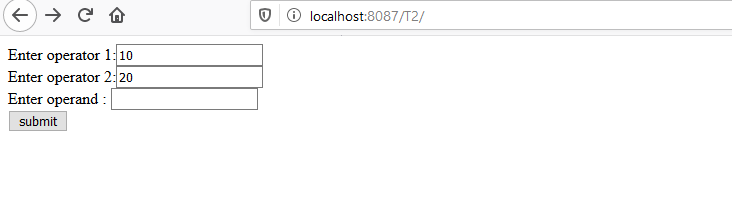 localhost:8087/T2/
Enter operator 1: 10
Enter operator 2: 20
Enter operand :
submit